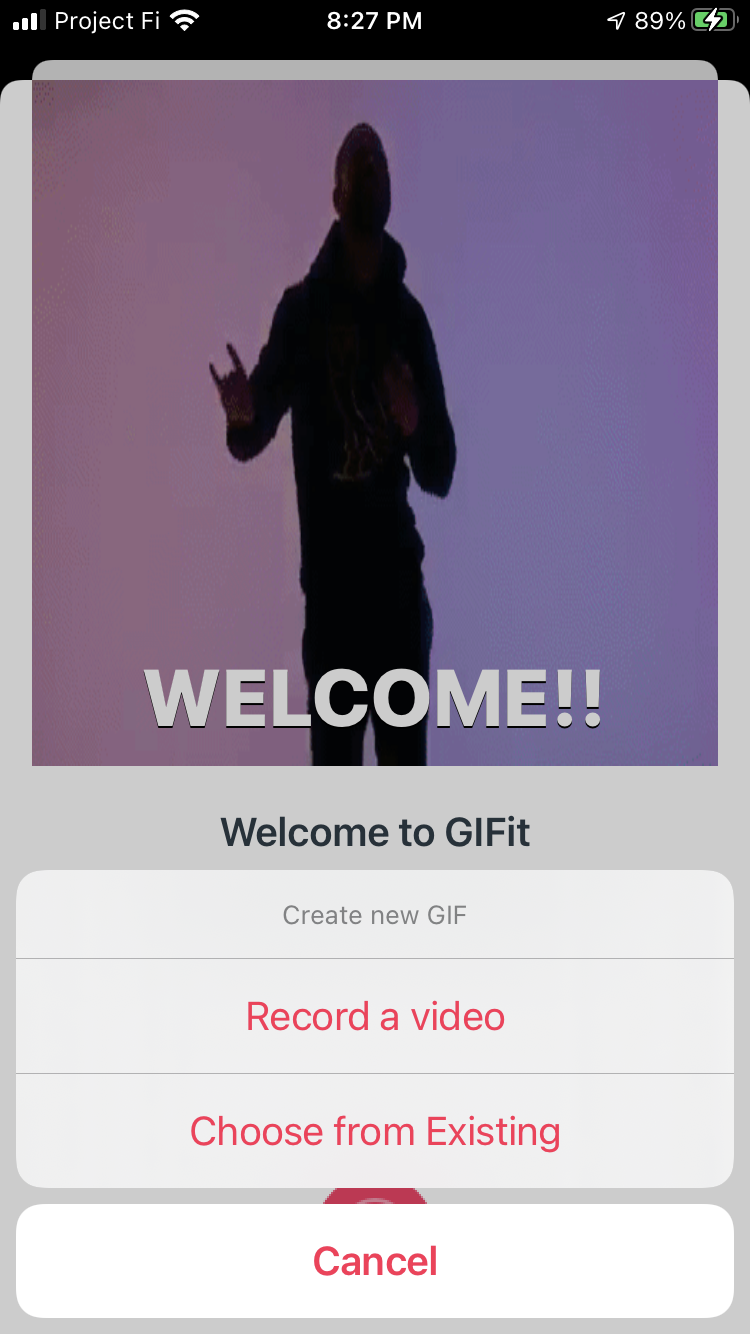 Project Fi 8:27 PM 89%
WELCOME!!
Welcome to GIFit
Create new GIF
Record a video
Choose from Existing
Cancel